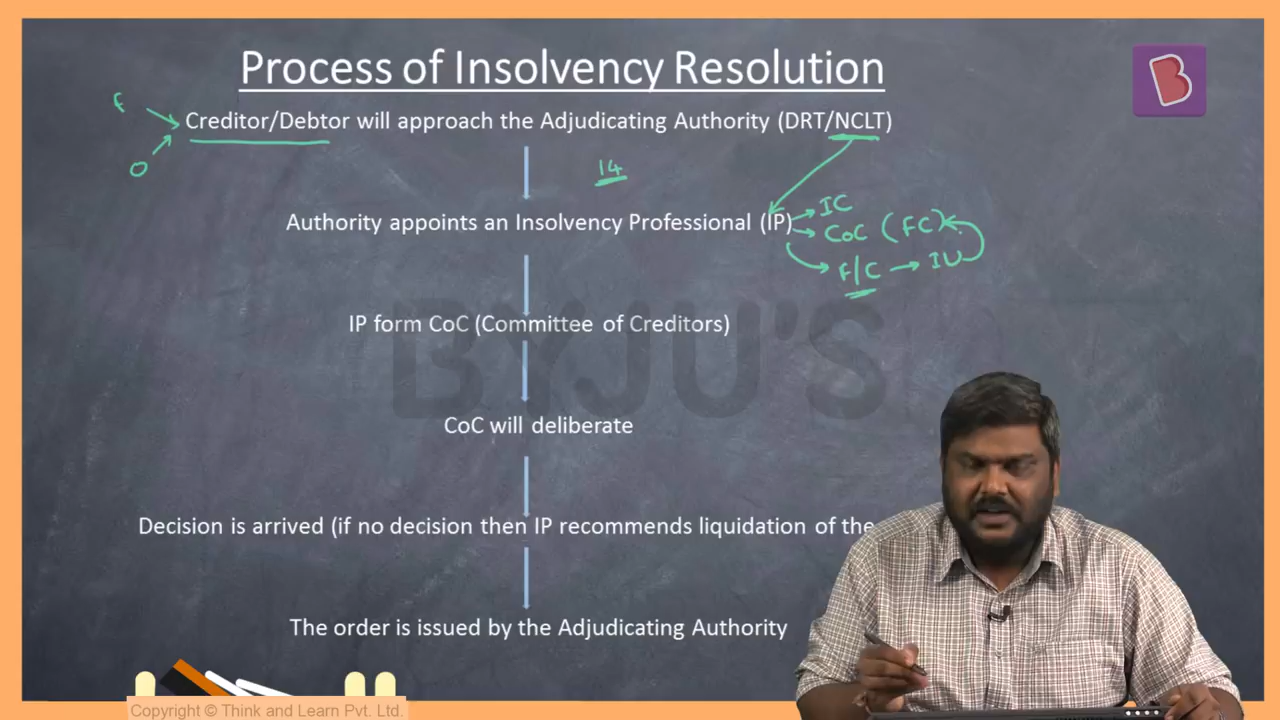 Process of Insolvency Resolution
F
Creditor/Debtor will approach the Adjudicating Authority (DRT/NCLT)
O
14
Authority appoints an Insolvency Professional (IP)
IC
CoC (FC)
F/C → IU
IP form CoC (Committee of Creditors)
BYJU'S
CoC will deliberate
Decision is arrived (if no decision then IP recommends liquidation of the
The order is issued by the Adjudicating Authority
Copyright © Think and Learn Pvt. Ltd.